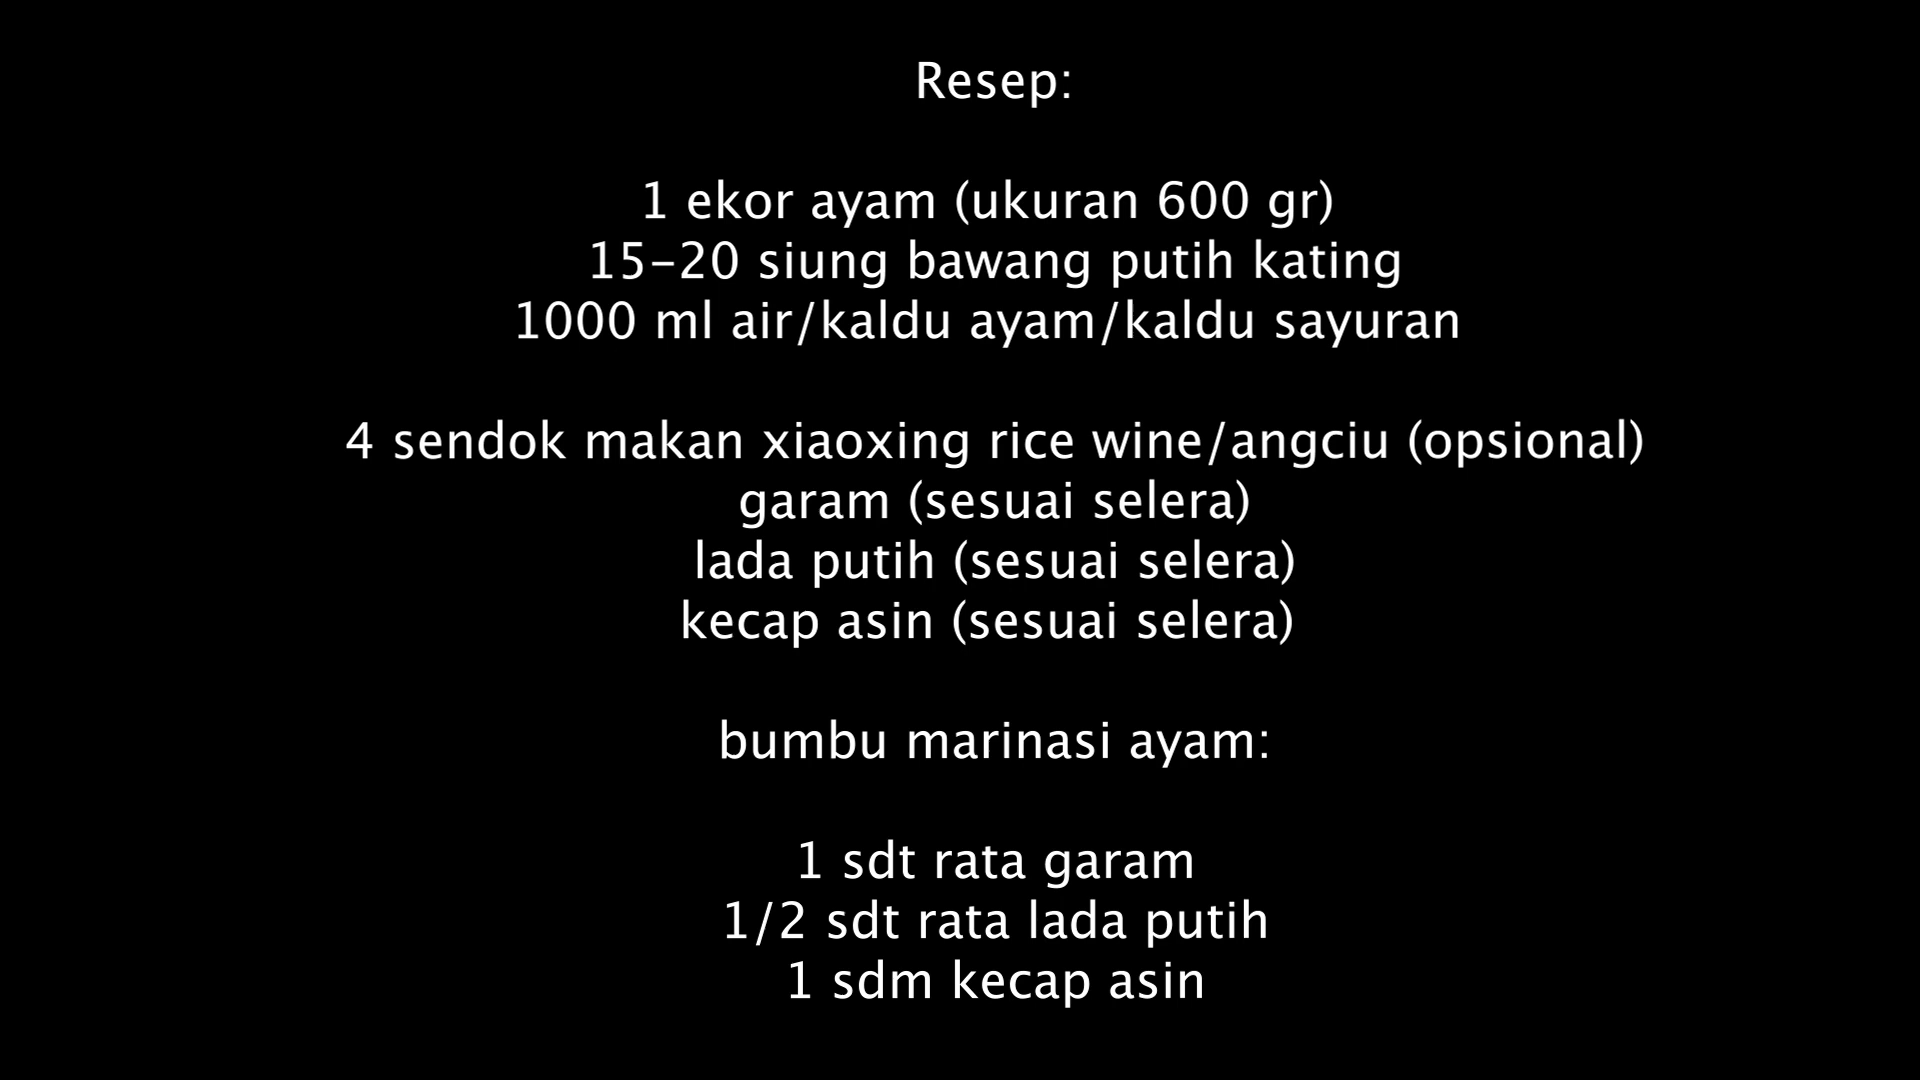 Resep:
1 ekor ayam (ukuran 600 gr)
15-20 siung bawang putih kating
1000 ml air/kaldu ayam/kaldu sayuran
4 sendok makan xiaoxing rice wine/angciu (opsional)
garam (sesuai selera)
lada putih (sesuai selera)
kecap asin (sesuai selera)
bumbu marinasi ayam:
1 sdt rata garam
1/2 sdt rata lada putih
1 sdm kecap asin